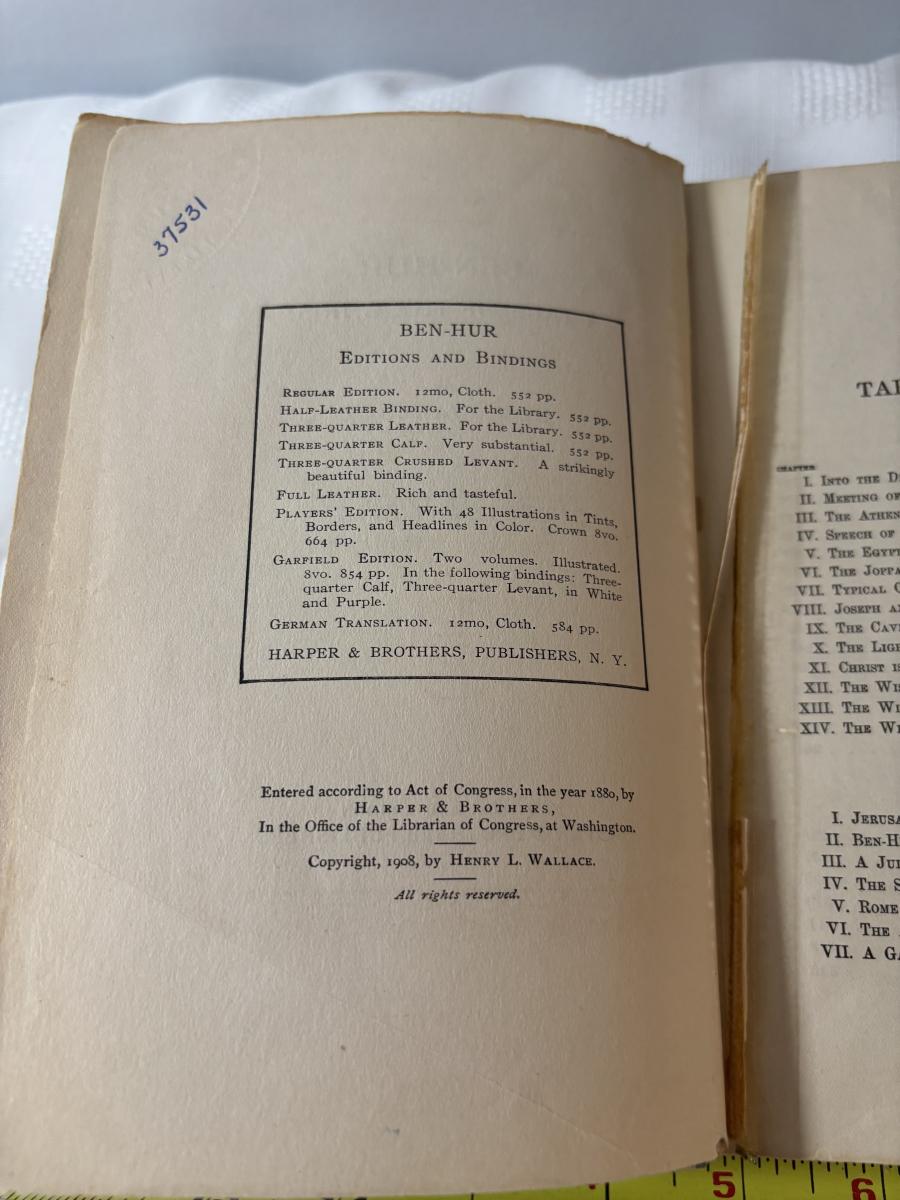 37531
BEN-HUR
EDITIONS AND BINDINGS
REGULAR EDITION. 12mo, Cloth. 552 pp.
HALF-LEATHER BINDING. For the Library. 552 pp.
THREE-QUARTER LEATHER. For the Library. 552 pp.
THREE-QUARTER CALF. Very substantial. 552 pp.
THREE-QUARTER CRUSHED LEVANT. A strikingly
beautiful binding.
FULL LEATHER. Rich and tasteful.
PLAYERS' EDITION. With 48 Illustrations in Tints,
Borders, and Headlines in Color. Crown 8vo.
664 pp.
GARFIELD EDITION. Two volumes. Illustrated.
8vo. 854 pp. In the following bindings: Three-
quarter Calf, Three-quarter Levant, in White
and Purple.
GERMAN TRANSLATION. 12mo, Cloth. 584 pp.
HARPER & BROTHERS, PUBLISHERS, N. Y.
Entered according to Act of Congress, in the year 1880, by
HARPER & BROTHERS,
In the Office of the Librarian of Congress, at Washington.
Copyright, 1908, by HENRY L. WALLACE.
All rights reserved.
TA
CHAPTER
I. INTO THE D
II. MEETING OF
III. THE ATHEN
IV. SPEECH OF
V. THE EGYPT
VI. THE JOPPA
VII. TYPICAL C
VIII. JOSEPH A
IX. THE CAV
X. THE LIG
XI. CHRIST I
XII. THE WI
XIII. THE WI
XIV. THE W
I. JERUSA
II. BEN-H
III. A JU
IV. THE S
V. ROME
VI. THE
VII. A G
5
6